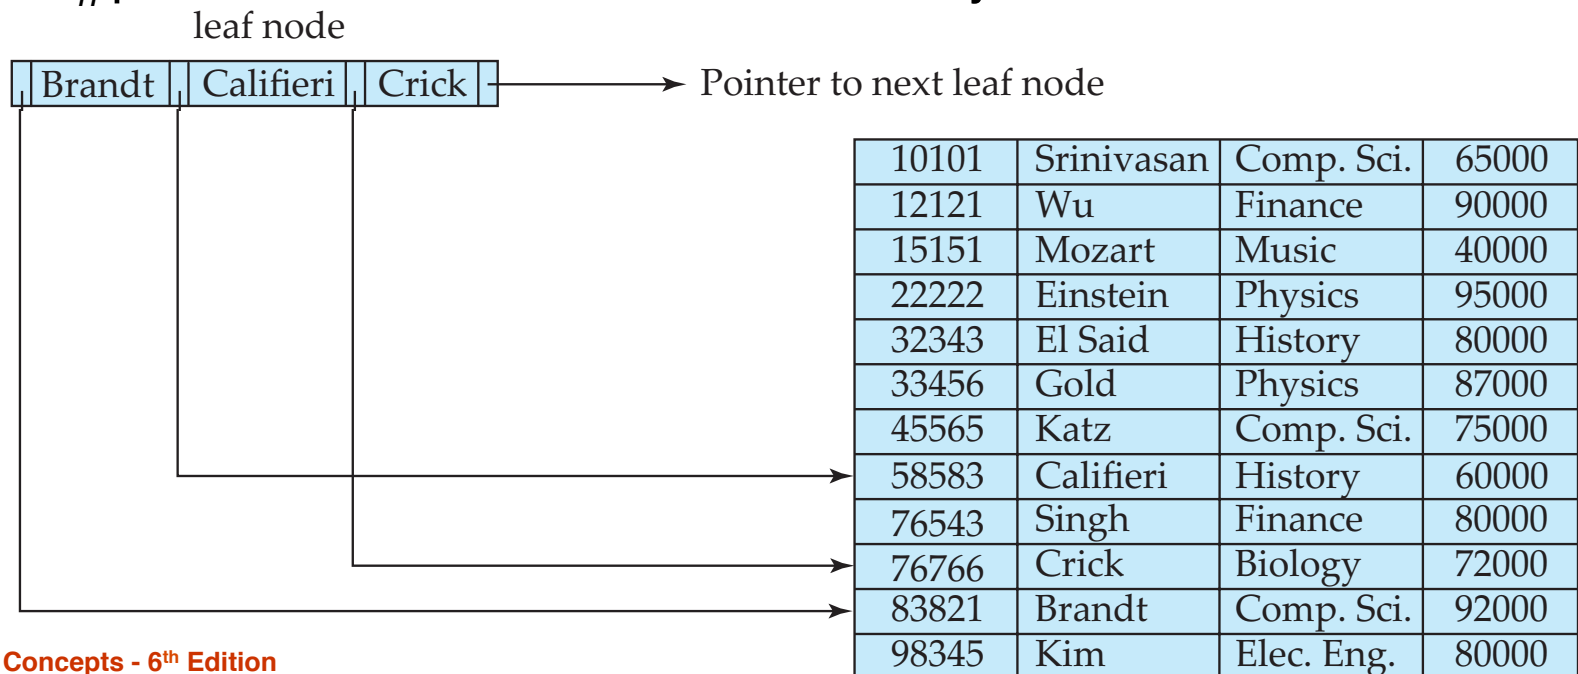 leaf node
Brandt Califieri Crick Pointer to next leaf node
10101 Srinivasan Comp. Sci. 65000
12121 Wu Finance 90000
15151 Mozart Music 40000
22222 Einstein Physics 95000
32343 El Said History 80000
33456 Gold Physics 87000
45565 Katz Comp. Sci. 75000
58583 Califieri History 60000
76543 Singh Finance 80000
76766 Crick Biology 72000
83821 Brandt Comp. Sci. 92000
98345 Kim Elec. Eng. 80000
Concepts - 6th Edition